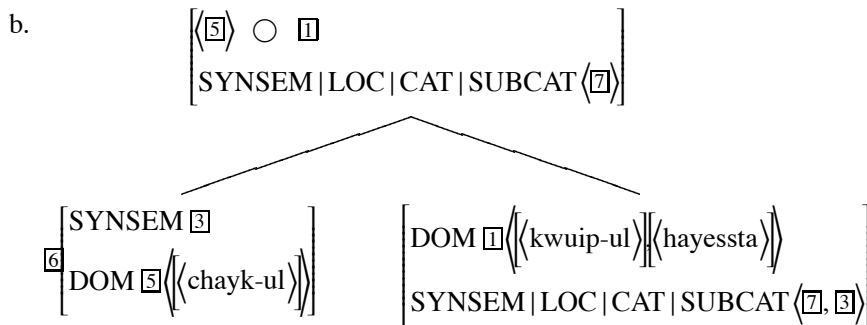 b.
[⟨[5]⟩ ○ [1]
SYNSEM|LOC|CAT|SUBCAT⟨[7]⟩]
[6][SYNSEM [3]
DOM [5]⟨[⟨chayk-ul⟩]⟩]
[DOM [1]⟨[⟨kwuip-ul⟩],[⟨hayessta⟩]⟩
SYNSEM|LOC|CAT|SUBCAT⟨[7], [3]⟩]